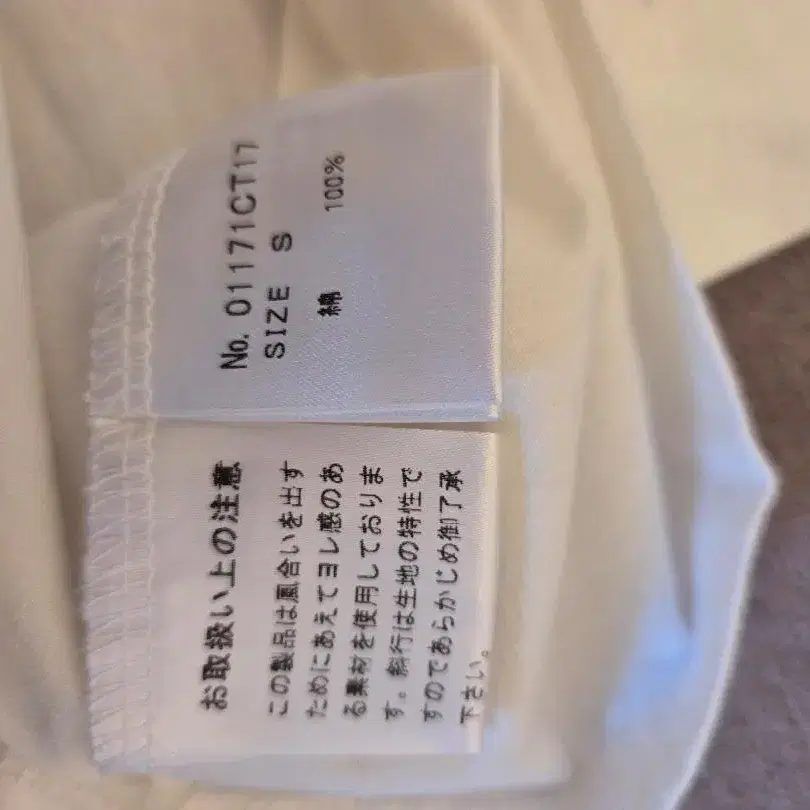 No. 01171CT17
SIZE S
綿 100%
お取扱い上の注意
この製品は風合いを出す
ためにあえてヨレ感のあ
る素材を使用しておりま
す。斜行は生地の特性で
すのであらかじめ御了承
下さい。